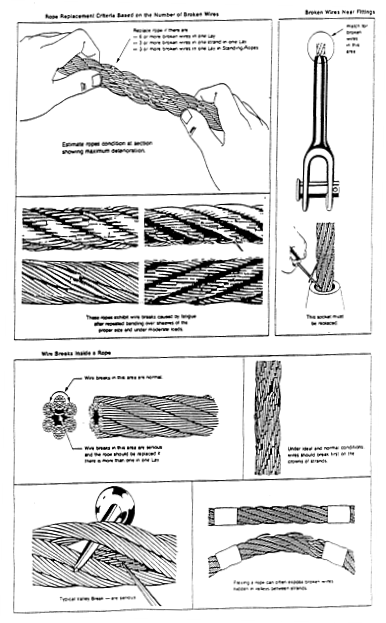 Rope Replacement Criteria Based on the Number of Broken Wires
Replace rope if there are
— 6 or more broken wires in one Lay
— 3 or more broken wires in one strand in one Lay
— 3 or more broken wires in one Lay in Standing Ropes
Estimate ropes condition at section
showing maximum deterioration.
Broken Wires Near Fittings
Watch for
broken
wires
in this
area
These ropes exhibit wire breaks caused by fatigue
after repeated bending over sheaves of the
proper size and under moderate loads.
This socket must
be replaced
Wire Breaks Inside a Rope
Wire breaks in this area are normal.
Wire breaks in this area are serious
and the rope should be replaced if
there is more than one in one Lay
Under ideal and normal conditions,
wires should break first on the
crowns of strands.
Typical Valley Break — are serious
Flexing a rope can often expose broken wires
hidden in valleys between strands.